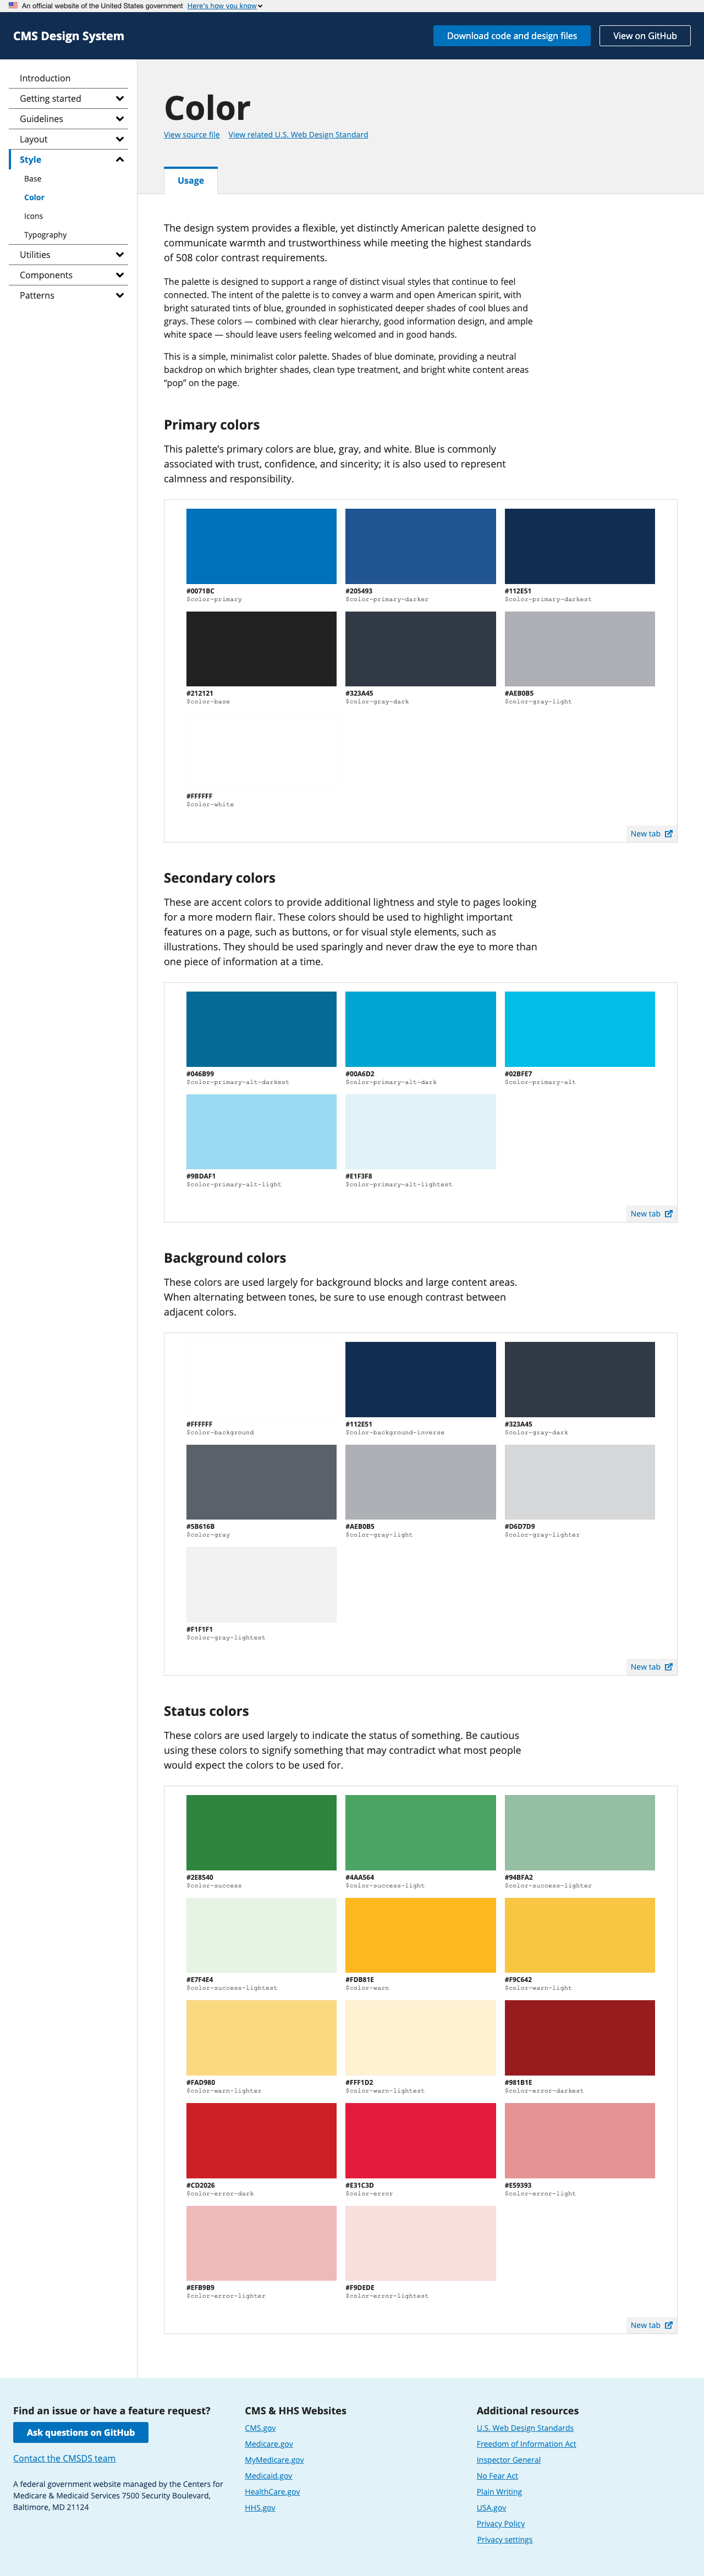 An official website of the United States government Here's how you know
CMS Design System
Download code and design files
View on GitHub
Introduction
Getting started
Guidelines
Layout
Style
Base
Color
Icons
Typography
Utilities
Components
Patterns
Color
View source file View related U.S. Web Design Standard
Usage
The design system provides a flexible, yet distinctly American palette designed to
communicate warmth and trustworthiness while meeting the highest standards
of 508 color contrast requirements.
The palette is designed to support a range of distinct visual styles that continue to feel
connected. The intent of the palette is to convey a warm and open American spirit, with
bright saturated tints of blue, grounded in sophisticated deeper shades of cool blues and
grays. These colors — combined with clear hierarchy, good information design, and ample
white space — should leave users feeling welcomed and in good hands.
This is a simple, minimalist color palette. Shades of blue dominate, providing a neutral
backdrop on which brighter shades, clean type treatment, and bright white content areas
“pop” on the page.
Primary colors
This palette’s primary colors are blue, gray, and white. Blue is commonly
associated with trust, confidence, and sincerity; it is also used to represent
calmness and responsibility.
#0071BC #205493 #112E51
$color-primary $color-primary-darker $color-primary-darkest
#212121 #323A45 #AEB0B5
$color-base $color-gray-dark $color-gray-light
#FFFFFF
$color-white
New tab
Secondary colors
These are accent colors to provide additional lightness and style to pages looking
for a more modern flair. These colors should be used to highlight important
features on a page, such as buttons, or for visual style elements, such as
illustrations. They should be used sparingly and never draw the eye to more than
one piece of information at a time.
#046B99 #00A6D2 #02BFE7
$color-primary-alt-darkest $color-primary-alt-dark $color-primary-alt
#9BDAF1 #E1F3F8
$color-primary-alt-light $color-primary-alt-lightest
New tab
Background colors
These colors are used largely for background blocks and large content areas.
When alternating between tones, be sure to use enough contrast between
adjacent colors.
#FFFFFF #112E51 #323A45
$color-background $color-background-inverse $color-gray-dark
#5B616B #AEB0B5 #D6D7D9
$color-gray $color-gray-light $color-gray-lighter
#F1F1F1
$color-gray-lightest
New tab
Status colors
These colors are used largely to indicate the status of something. Be cautious
using these colors to signify something that may contradict what most people
would expect the colors to be used for.
#2E8540 #4AA564 #94BFA2
$color-success $color-success-light $color-success-lighter
#E7F4E4 #FDB81E #F9C642
$color-success-lightest $color-warn $color-warn-light
#FAD980 #FFF1D2 #981B1E
$color-warn-lighter $color-warn-lightest $color-error-darkest
#CD2026 #E31C3D #E59393
$color-error-dark $color-error $color-error-light
#EFB9B9 #F9DEDE
$color-error-lighter $color-error-lightest
New tab
Find an issue or have a feature request?
Ask questions on GitHub
Contact the CMSDS team
A federal government website managed by the Centers for
Medicare & Medicaid Services 7500 Security Boulevard,
Baltimore, MD 21124
CMS & HHS Websites
CMS.gov
Medicare.gov
MyMedicare.gov
Medicaid.gov
HealthCare.gov
HHS.gov
Additional resources
U.S. Web Design Standards
Freedom of Information Act
Inspector General
No Fear Act
Plain Writing
USA.gov
Privacy Policy
Privacy settings